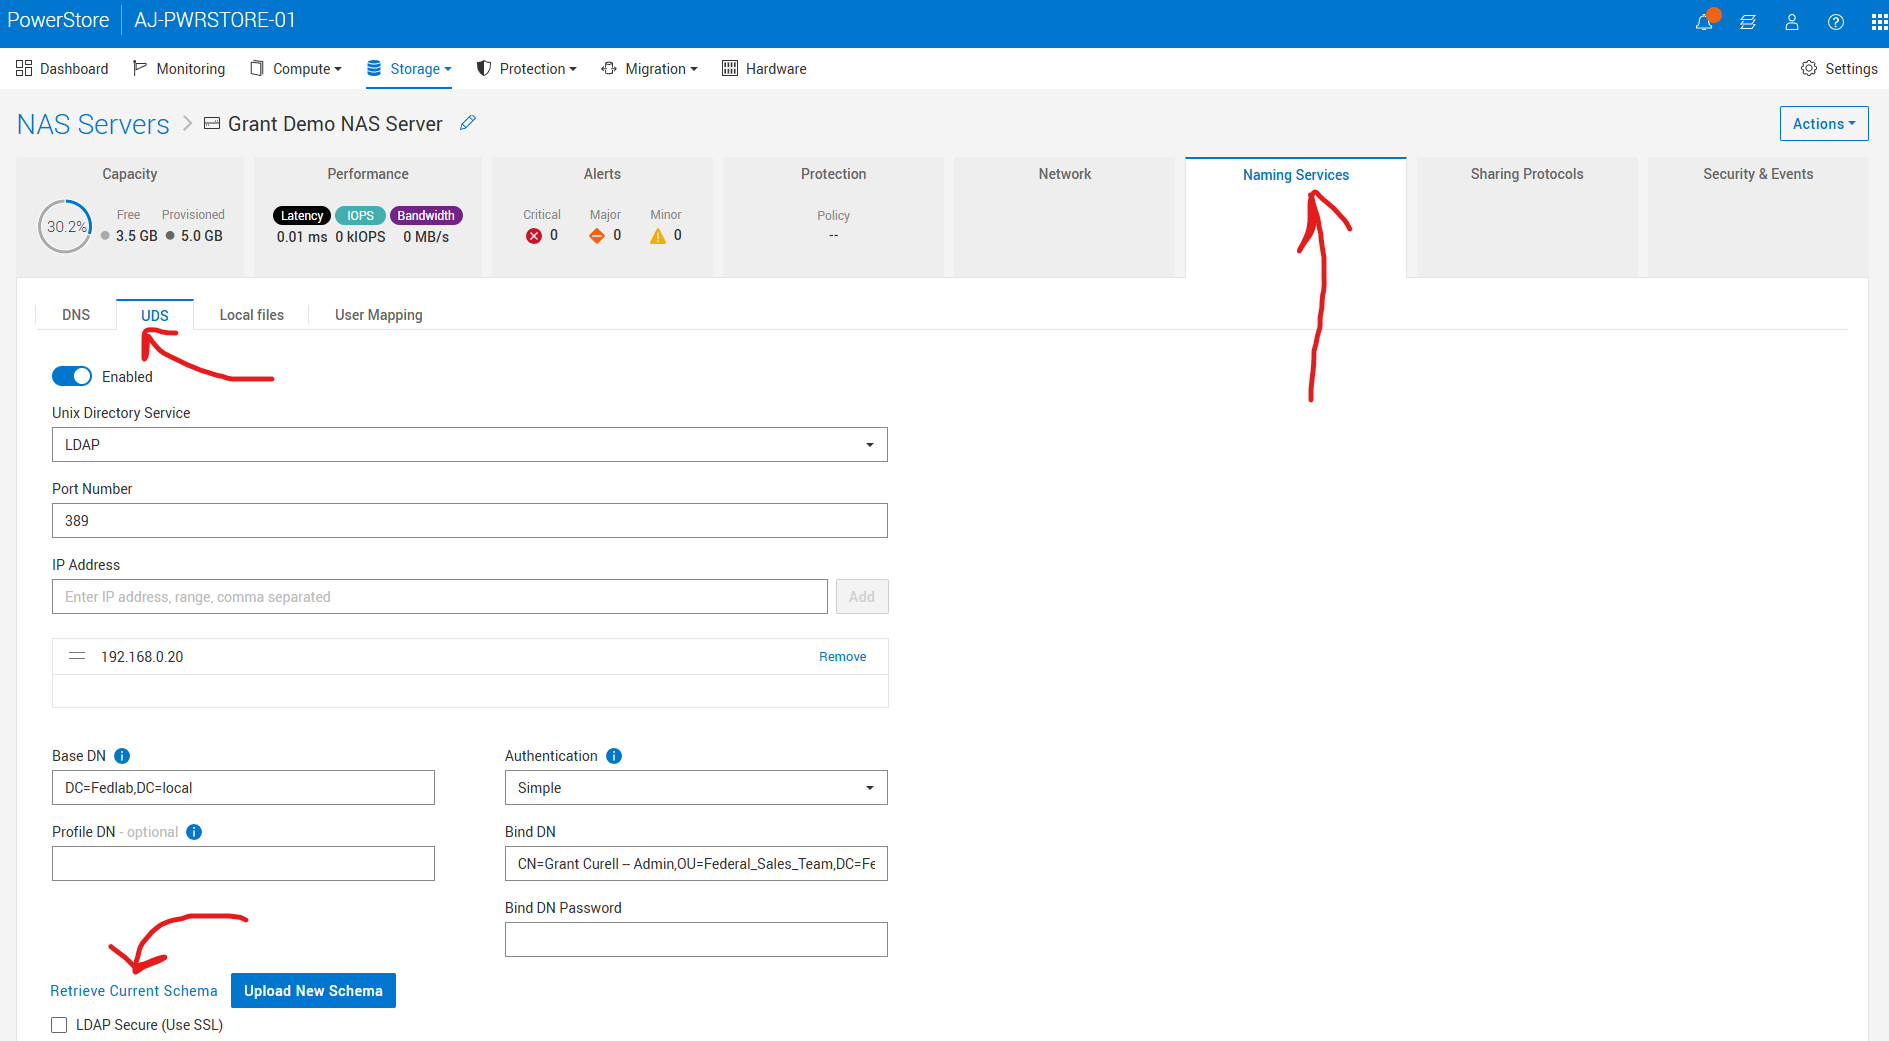 PowerStore AJ-PWRSTORE-01
Dashboard Monitoring Compute Storage Protection Migration Hardware Settings
NAS Servers Grant Demo NAS Server Actions
Capacity Performance Alerts Protection Network Naming Services Sharing Protocols Security & Events
30.2% Free Provisioned Latency IOPS Bandwidth Critical Major Minor Policy
3.5 GB 5.0 GB 0.01 ms 0 kIOPS 0 MB/s 0 0 0 --
DNS UDS Local files User Mapping
Enabled
Unix Directory Service
LDAP
Port Number
389
IP Address
Enter IP address, range, comma separated Add
192.168.0.20 Remove
Base DN Authentication
DC=Fedlab,DC=local Simple
Profile DN - optional Bind DN
CN=Grant Curell -- Admin,OU=Federal_Sales_Team,DC=Fe
Bind DN Password
Retrieve Current Schema Upload New Schema
LDAP Secure (Use SSL)